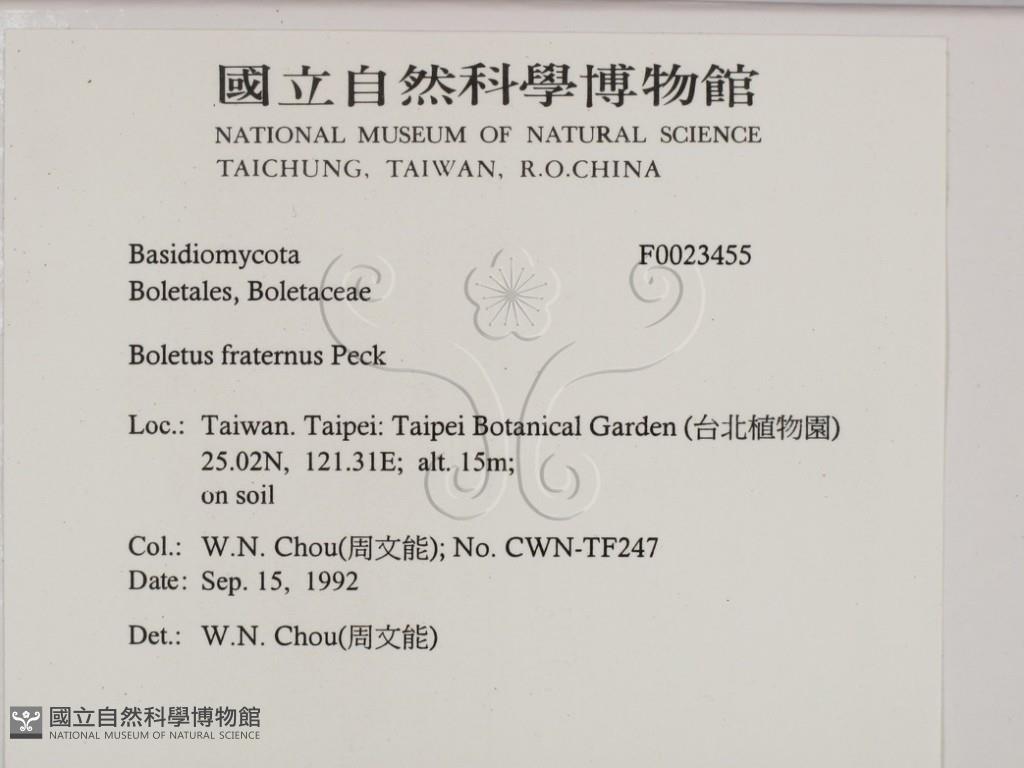 國立自然科學博物館
NATIONAL MUSEUM OF NATURAL SCIENCE
TAICHUNG, TAIWAN, R.O.CHINA
Basidiomycota F0023455
Boletales, Boletaceae
Boletus fraternus Peck
Loc.: Taiwan. Taipei: Taipei Botanical Garden (台北植物園)
25.02N, 121.31E; alt. 15m;
on soil
Col.: W.N. Chou(周文能); No. CWN-TF247
Date: Sep. 15, 1992
Det.: W.N. Chou(周文能)
國立自然科學博物館
NATIONAL MUSEUM OF NATURAL SCIENCE